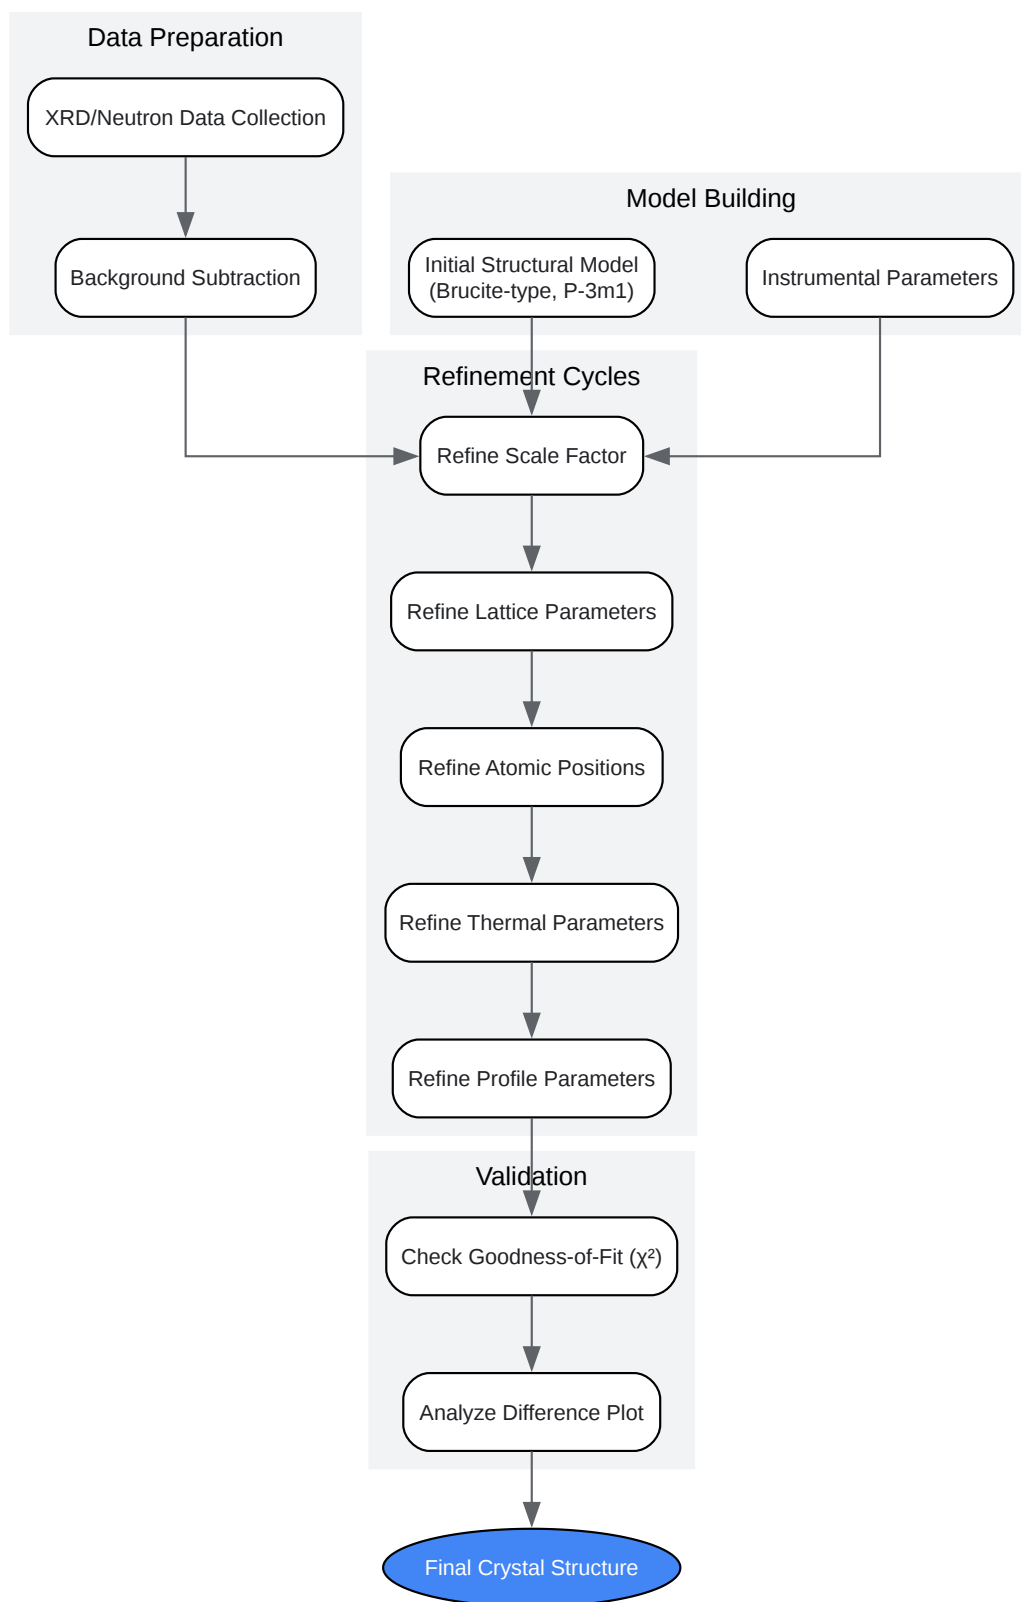 Data Preparation
XRD/Neutron Data Collection
Background Subtraction
Model Building
Initial Structural Model
(Brucite-type, P-3m1)
Instrumental Parameters
Refinement Cycles
Refine Scale Factor
Refine Lattice Parameters
Refine Atomic Positions
Refine Thermal Parameters
Refine Profile Parameters
Validation
Check Goodness-of-Fit (χ²)
Analyze Difference Plot
Final Crystal Structure